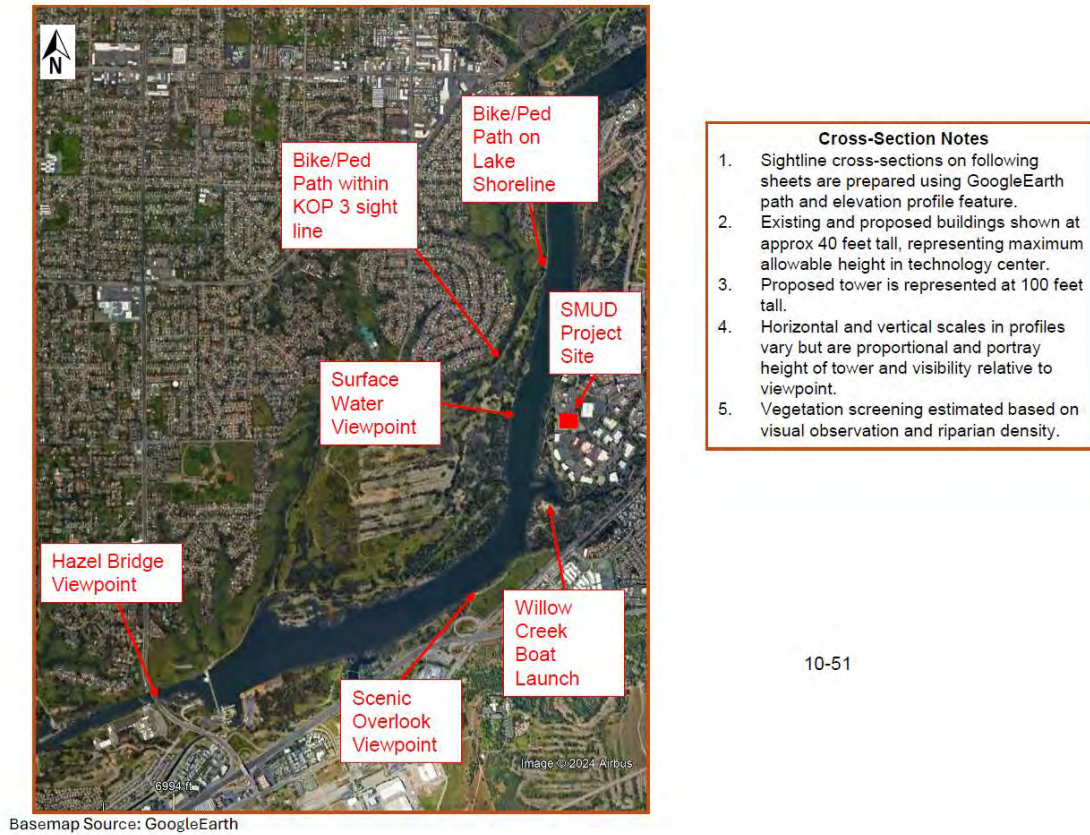 N
Bike/Ped
Path on
Lake
Shoreline
Bike/Ped
Path within
KOP 3 sight
line
SMUD
Project
Site
Surface
Water
Viewpoint
Hazel Bridge
Viewpoint
Willow
Creek
Boat
Launch
Scenic
Overlook
Viewpoint
Image © 2024 Airbus
6994 ft
Basemap Source: GoogleEarth
Cross-Section Notes
1. Sightline cross-sections on following
sheets are prepared using GoogleEarth
path and elevation profile feature.
2. Existing and proposed buildings shown at
approx 40 feet tall, representing maximum
allowable height in technology center.
3. Proposed tower is represented at 100 feet
tall.
4. Horizontal and vertical scales in profiles
vary but are proportional and portray
height of tower and visibility relative to
viewpoint.
5. Vegetation screening estimated based on
visual observation and riparian density.
10-51